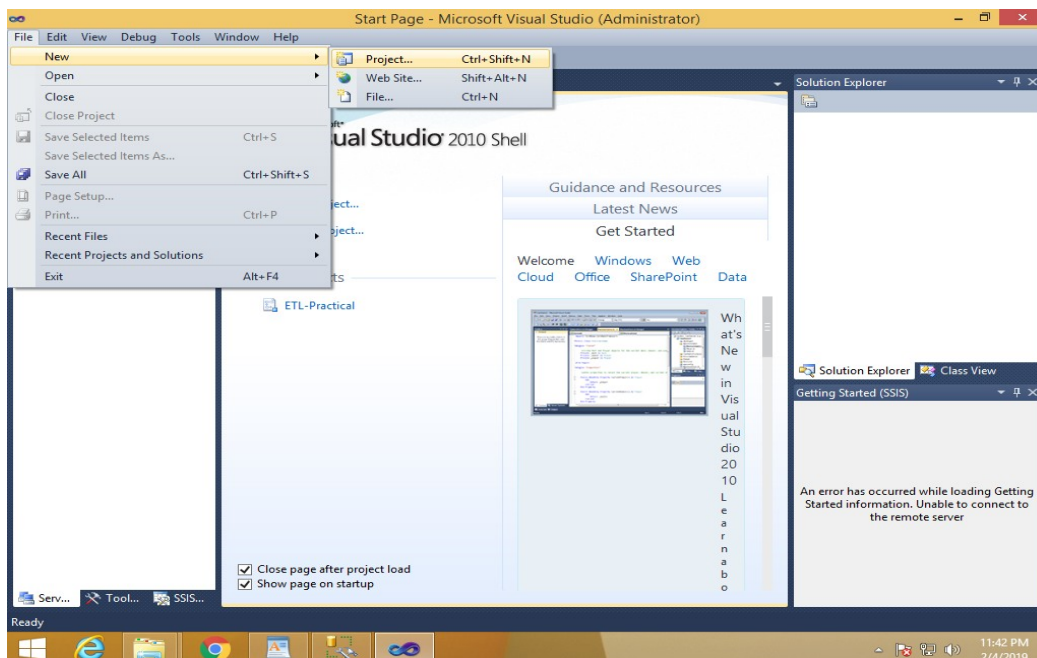 Start Page - Microsoft Visual Studio (Administrator)
File Edit View Debug Tools Window Help
New
Open
Close
Close Project
Save Selected Items Ctrl+S
Save Selected Items As...
Save All Ctrl+Shift+S
Page Setup...
Print... Ctrl+P
Recent Files
Recent Projects and Solutions
Exit Alt+F4
Project... Ctrl+Shift+N
Web Site... Shift+Alt+N
File... Ctrl+N
ual Studio 2010 Shell
ject...
oject...
ts
ETL-Practical
Guidance and Resources
Latest News
Get Started
Welcome Windows Web
Cloud Office SharePoint Data
Wh
at's
Ne
w
in
Vis
ual
Stu
dio
20
10
L
e
a
r
n
a
b
o
Close page after project load
Show page on startup
Solution Explorer
Solution Explorer Class View
Getting Started (SSIS)
An error has occurred while loading Getting
Started information. Unable to connect to
the remote server
Serv... Tool... SSIS...
Ready
11:42 PM
2/4/2019